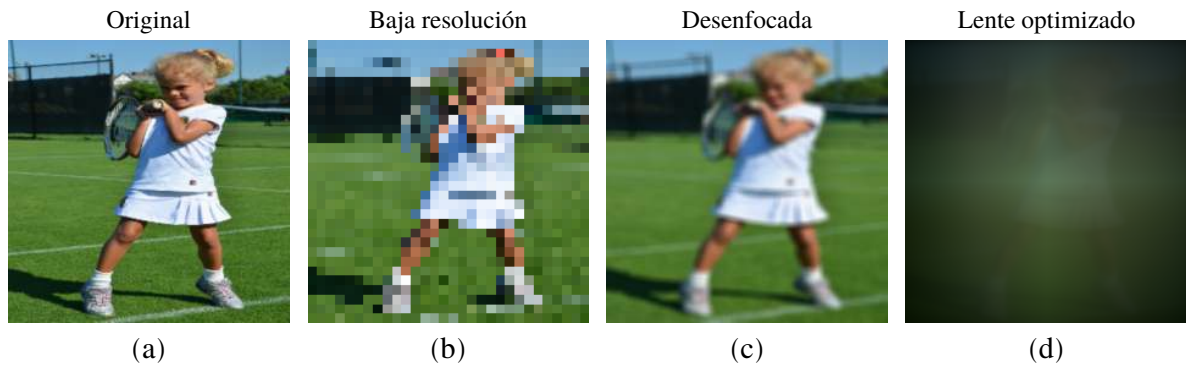 Original
Baja resolución
Desenfocada
Lente optimizado
(a)
(b)
(c)
(d)